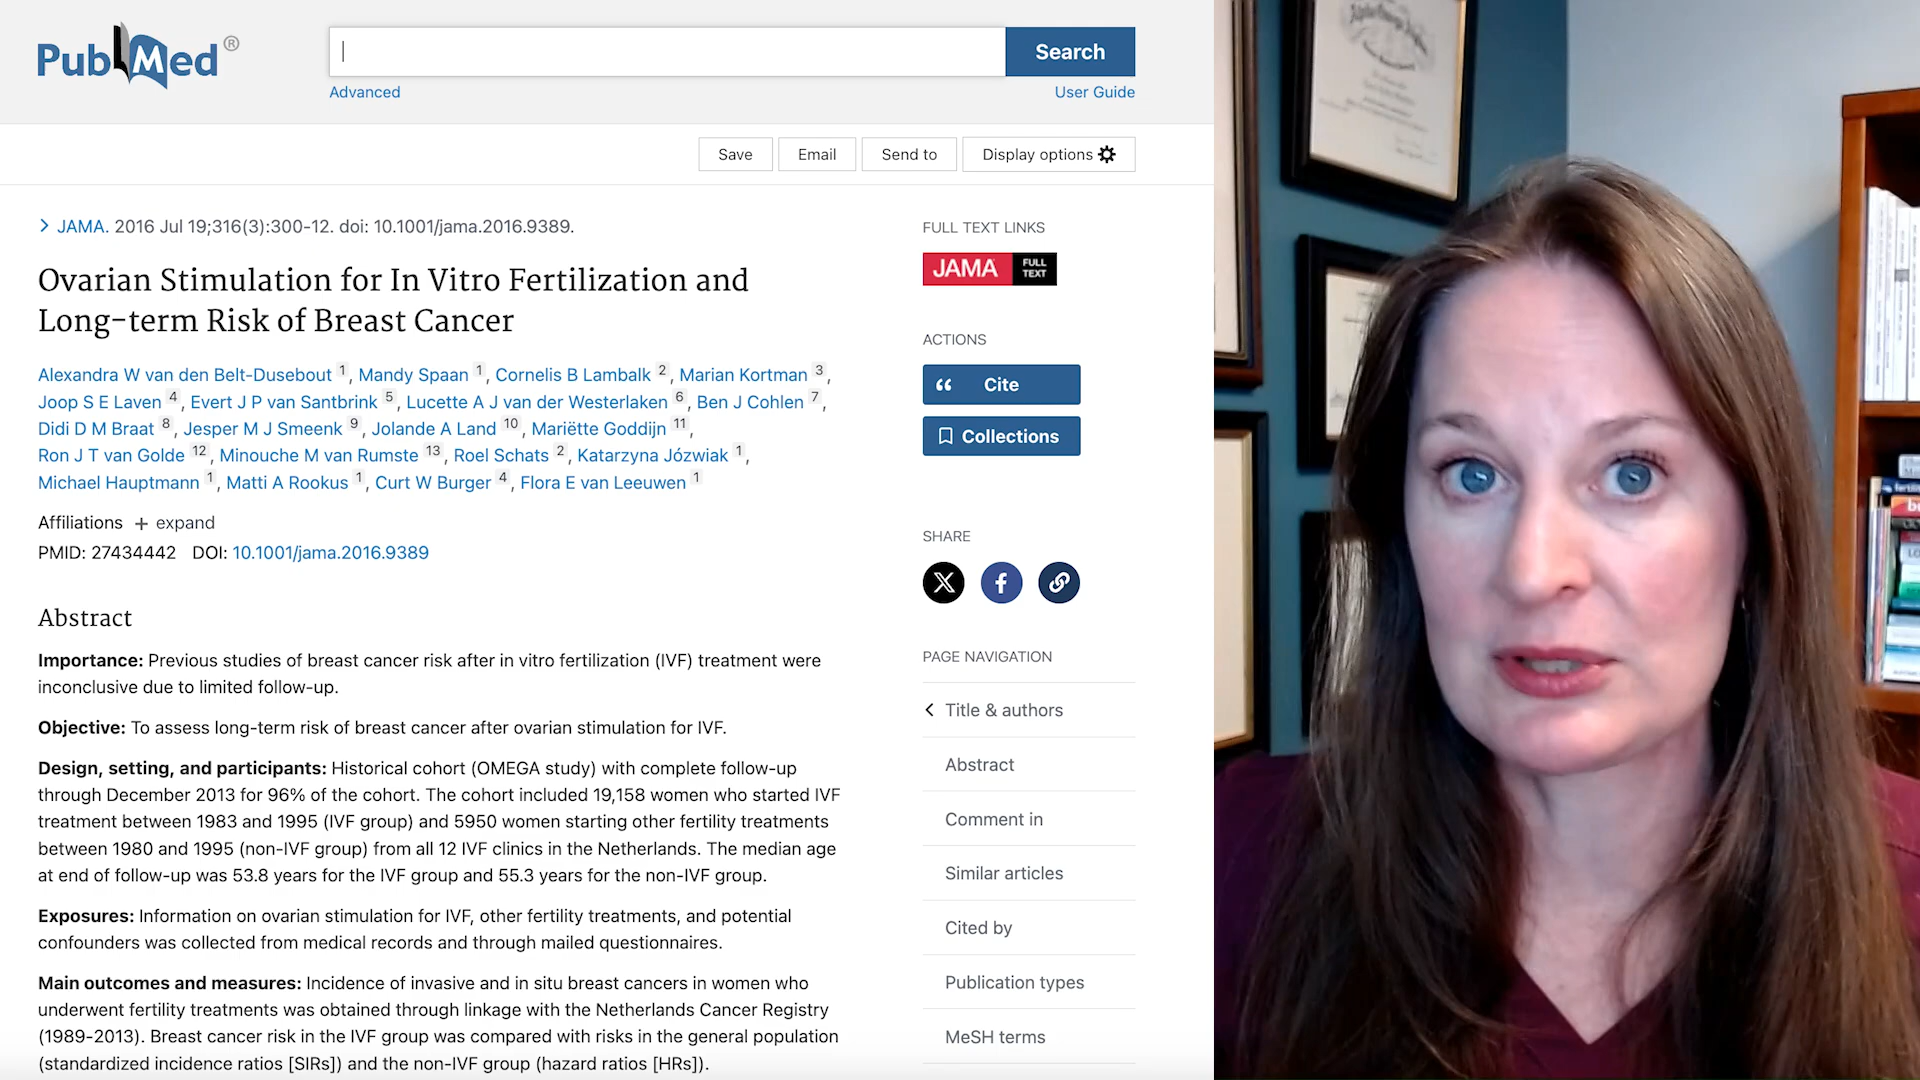 PubMed®
Search
Advanced
User Guide
Save
Email
Send to
Display options
JAMA. 2016 Jul 19;316(3):300-12. doi: 10.1001/jama.2016.9389.
Ovarian Stimulation for In Vitro Fertilization and
Long-term Risk of Breast Cancer
Alexandra W van den Belt-Dusebout 1, Mandy Spaan 1, Cornelis B Lambalk 2, Marian Kortman 3,
Joop S E Laven 4, Evert J P van Santbrink 5, Lucette A J van der Westerlaken 6, Ben J Cohlen 7,
Didi D M Braat 8, Jesper M J Smeenk 9, Jolande A Land 10, Mariëtte Goddijn 11,
Ron J T van Golde 12, Minouche M van Rumste 13, Roel Schats 2, Katarzyna Józwiak 1,
Michael Hauptmann 1, Matti A Rookus 1, Curt W Burger 4, Flora E van Leeuwen 1
Affiliations + expand
PMID: 27434442 DOI: 10.1001/jama.2016.9389
Abstract
Importance: Previous studies of breast cancer risk after in vitro fertilization (IVF) treatment were
inconclusive due to limited follow-up.
Objective: To assess long-term risk of breast cancer after ovarian stimulation for IVF.
Design, setting, and participants: Historical cohort (OMEGA study) with complete follow-up
through December 2013 for 96% of the cohort. The cohort included 19,158 women who started IVF
treatment between 1983 and 1995 (IVF group) and 5950 women starting other fertility treatments
between 1980 and 1995 (non-IVF group) from all 12 IVF clinics in the Netherlands. The median age
at end of follow-up was 53.8 years for the IVF group and 55.3 years for the non-IVF group.
Exposures: Information on ovarian stimulation for IVF, other fertility treatments, and potential
confounders was collected from medical records and through mailed questionnaires.
Main outcomes and measures: Incidence of invasive and in situ breast cancers in women who
underwent fertility treatments was obtained through linkage with the Netherlands Cancer Registry
(1989-2013). Breast cancer risk in the IVF group was compared with risks in the general population
(standardized incidence ratios [SIRs]) and the non-IVF group (hazard ratios [HRs]).
FULL TEXT LINKS
JAMA FULL TEXT
ACTIONS
Cite
Collections
SHARE
PAGE NAVIGATION
Title & authors
Abstract
Comment in
Similar articles
Cited by
Publication types
MeSH terms